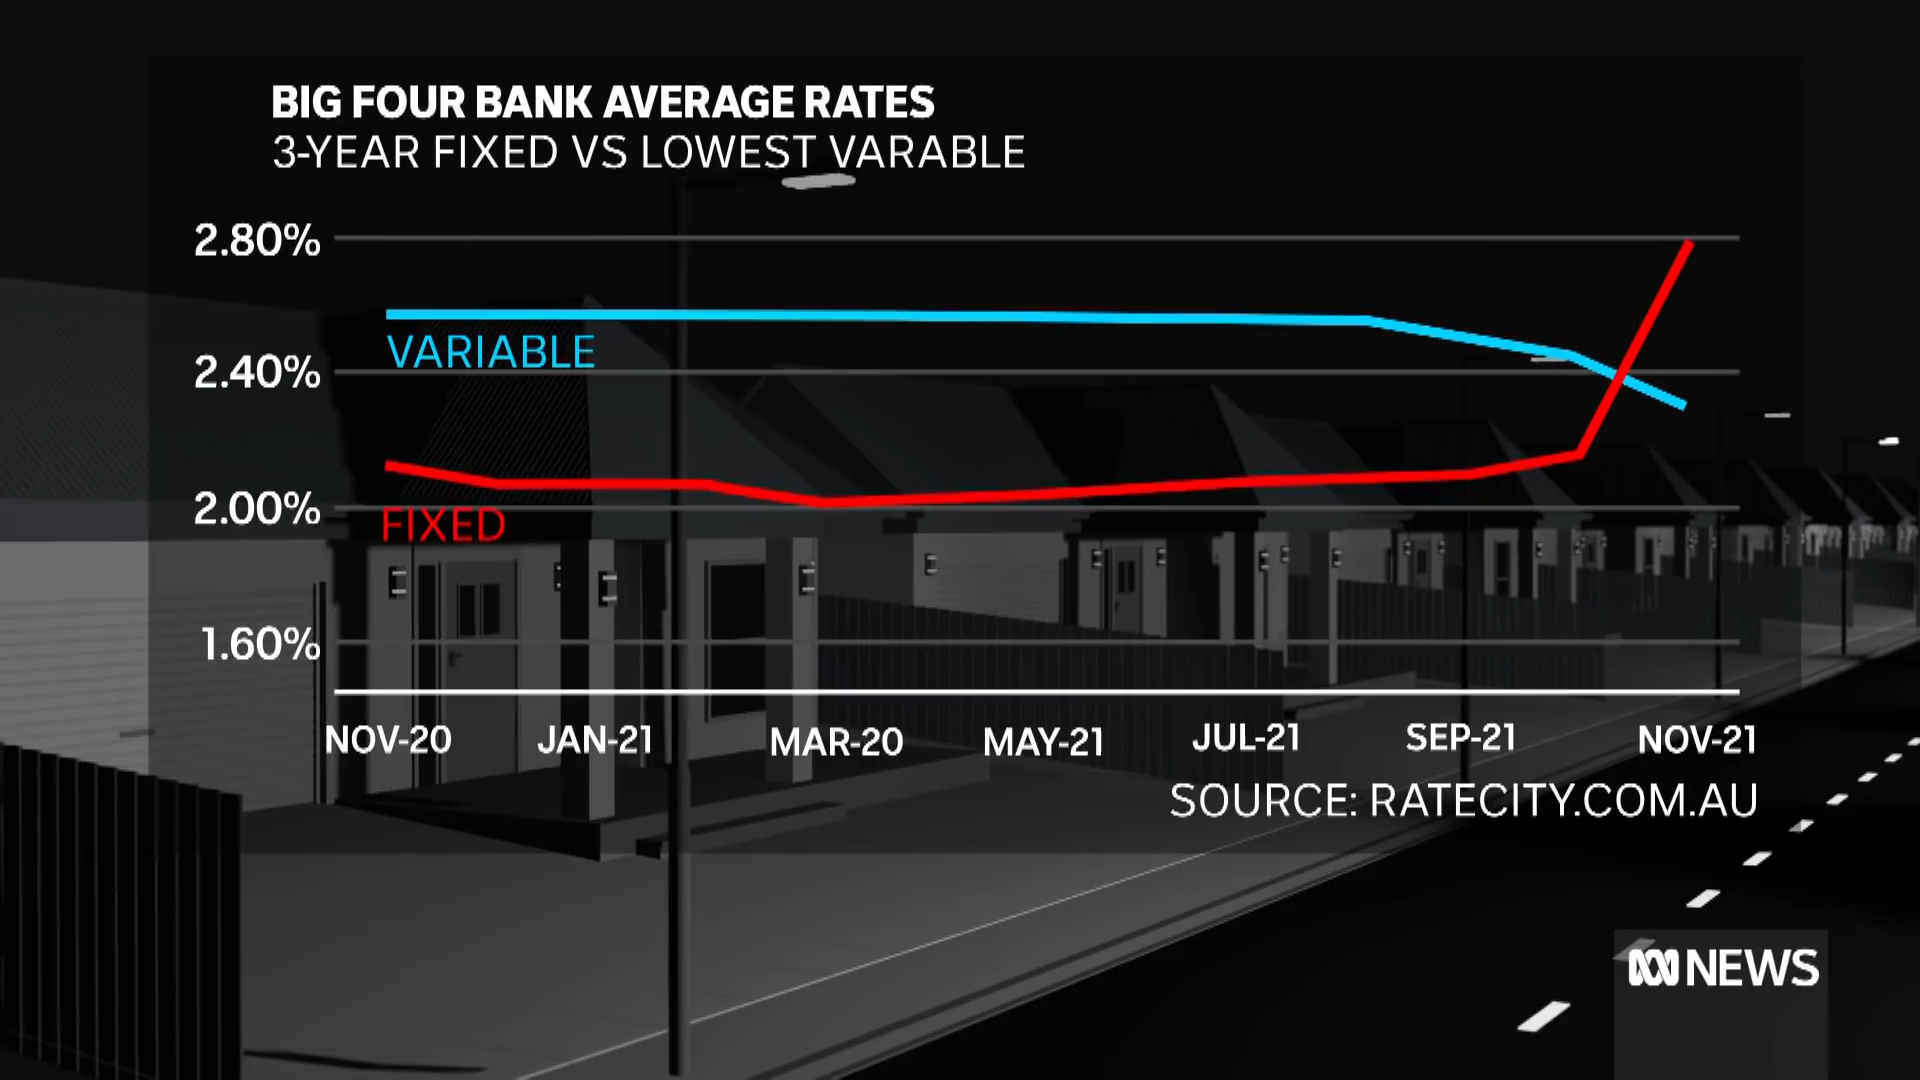 BIG FOUR BANK AVERAGE RATES
3-YEAR FIXED VS LOWEST VARABLE
2.80%
VARIABLE
2.40%
2.00%
FIXED
1.60%
NOV-20 JAN-21 MAR-20 MAY-21 JUL-21 SEP-21 NOV-21
SOURCE: RATECITY.COM.AU
NEWS